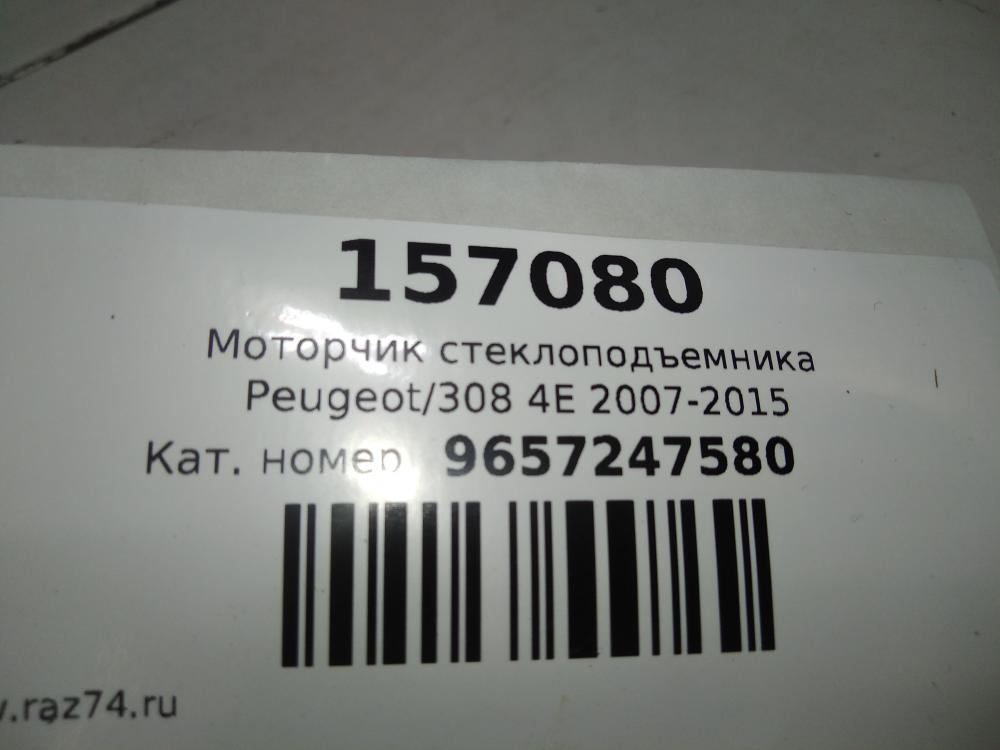 157080
Моторчик стеклоподъемника
Peugeot/308 4E 2007-2015
Кат. номер 9657247580
.raz74.ru